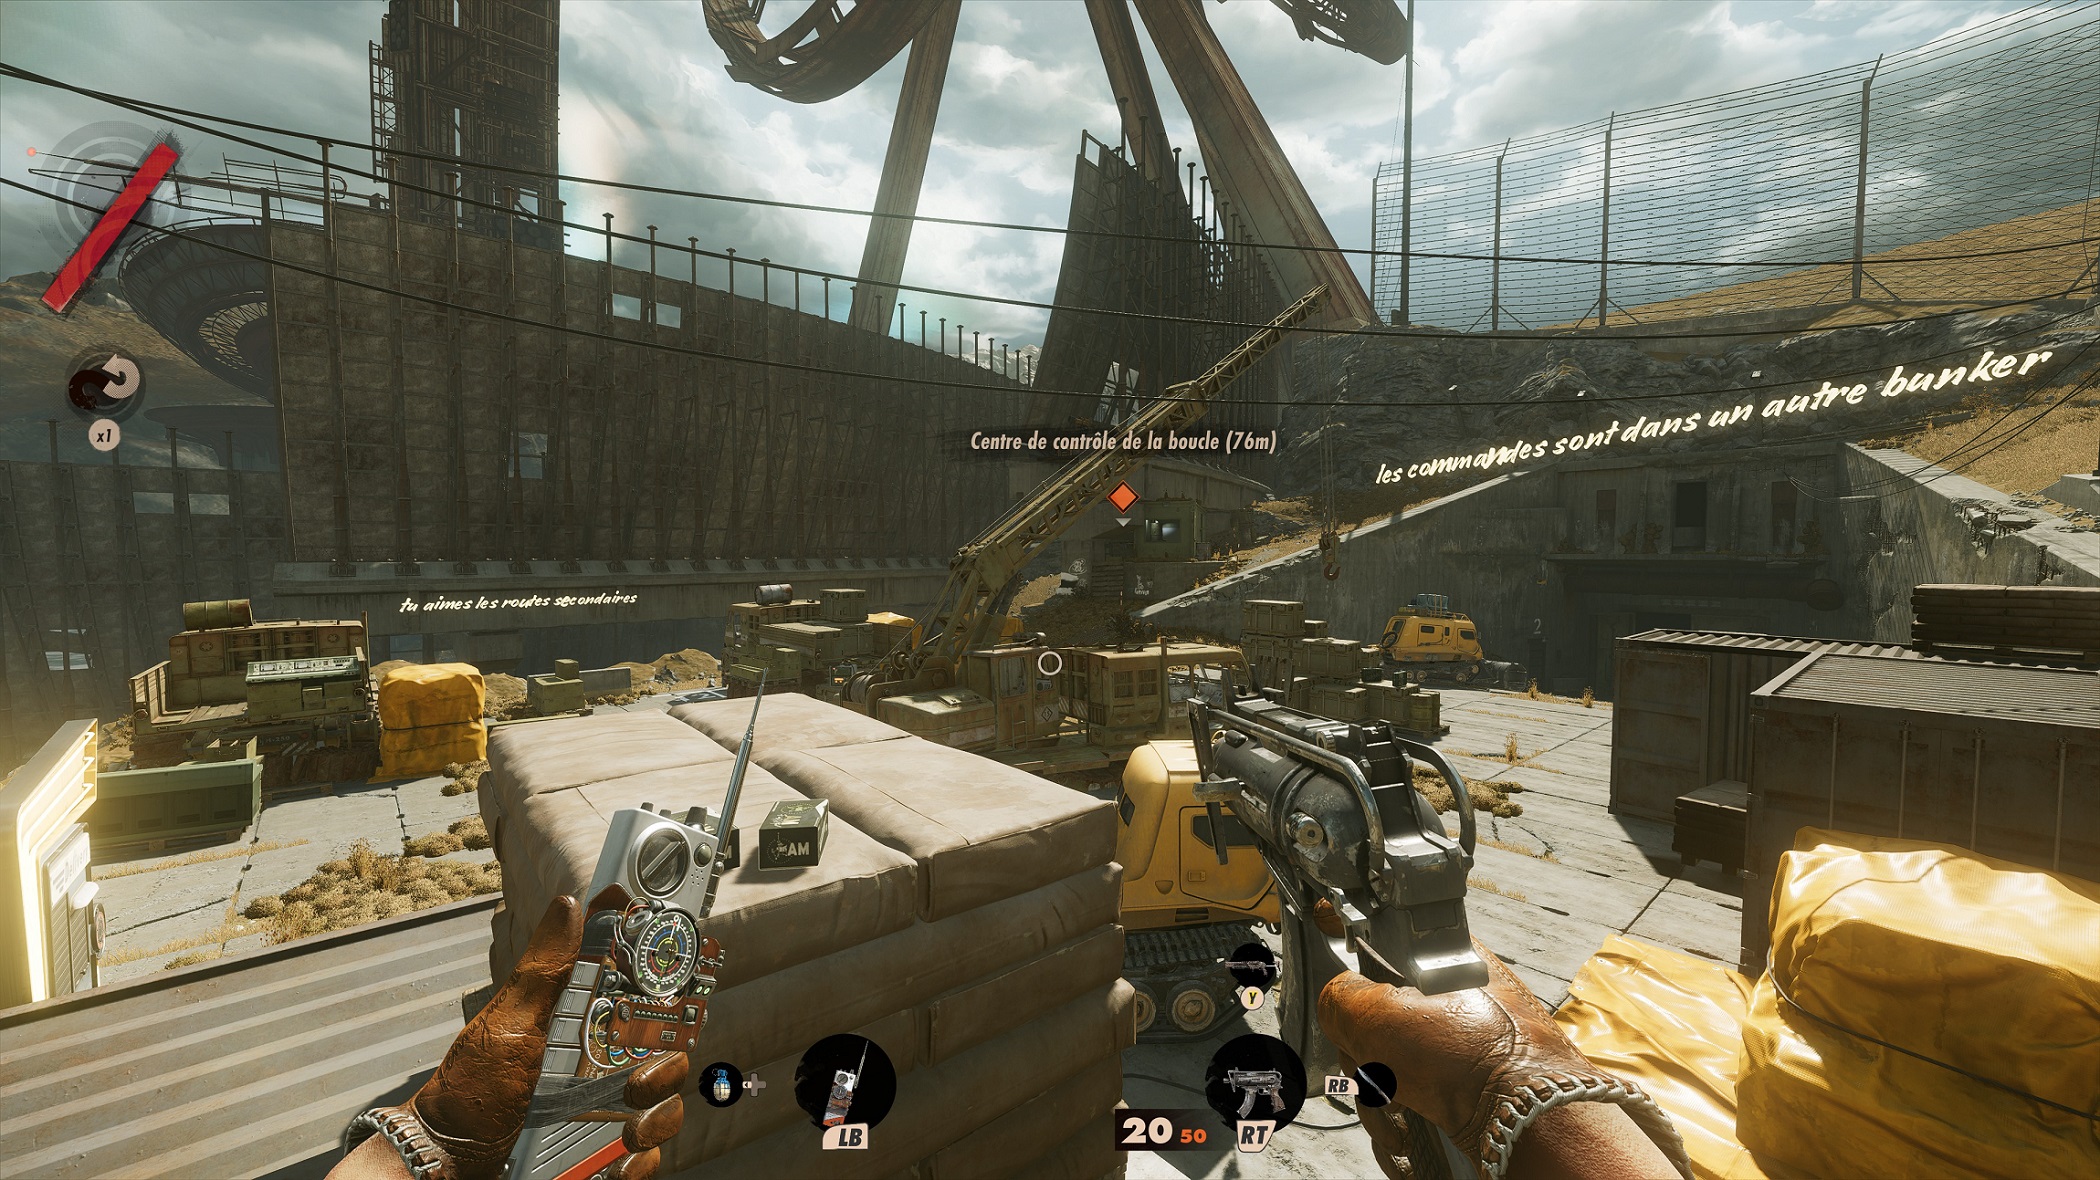 x1
Centre de contrôle de la boucle (76m)
les commandes sont dans un autre bunker
tu aimes les routes secondaires
2
AM
Y
LB
20 50
RT
RB